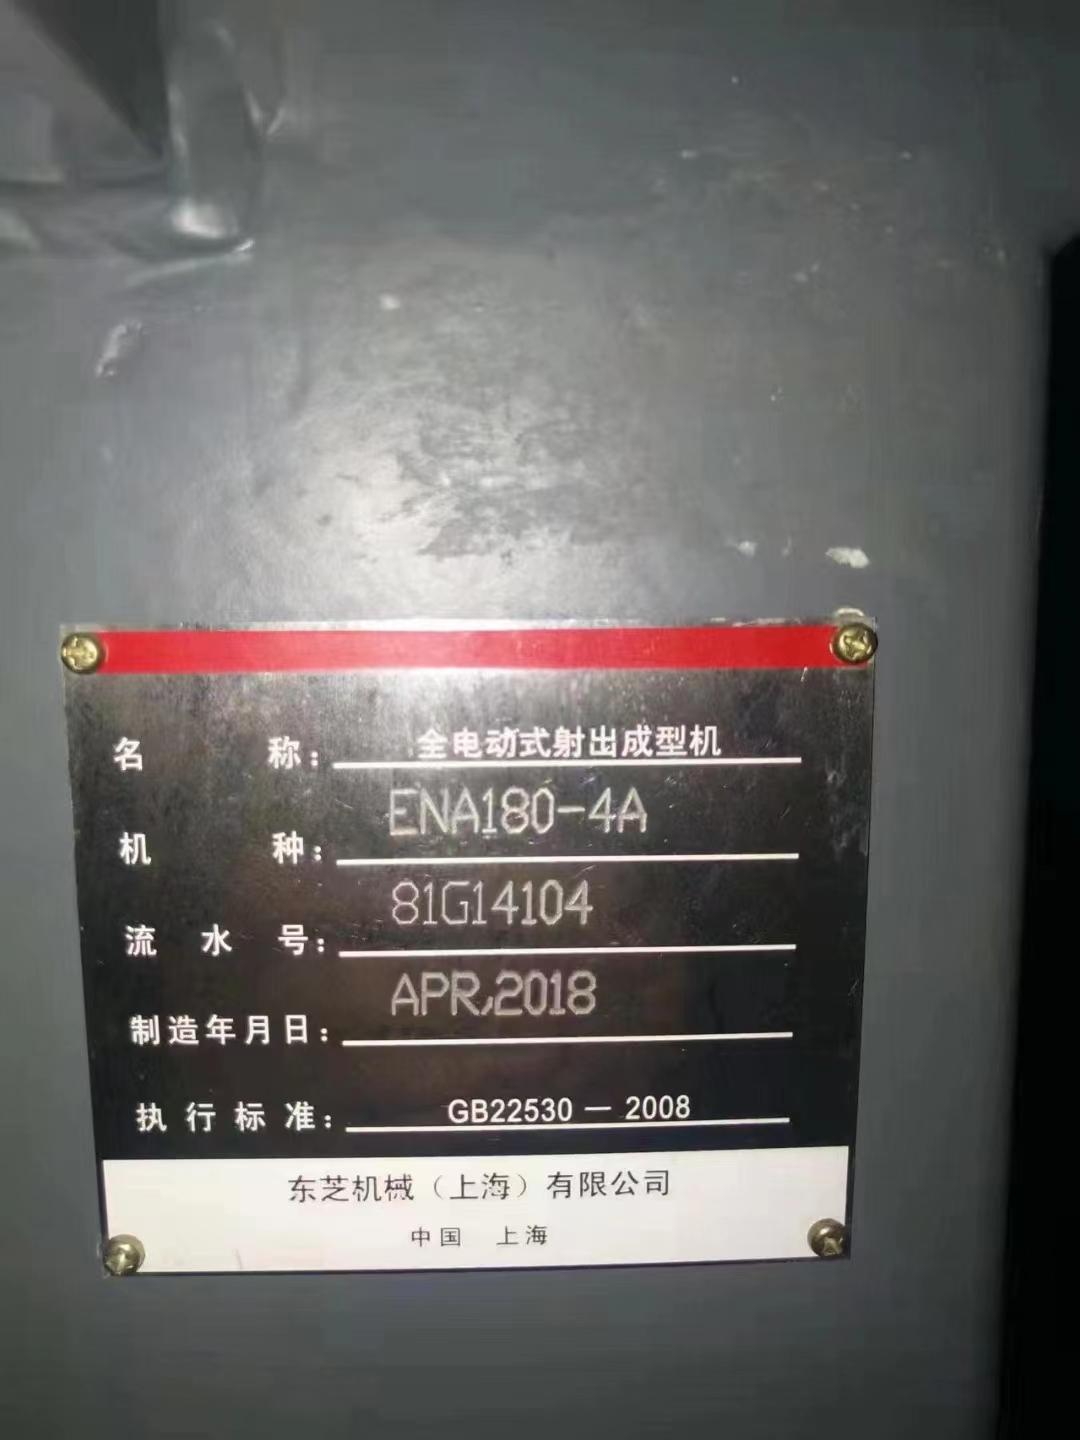 名 称： 全电动式射出成型机
机 种： ENA180-4A
流 水 号： 81G14104
制造年月日： APR,2018
执 行 标 准： GB22530－2008
东芝机械（上海）有限公司
中国 上海